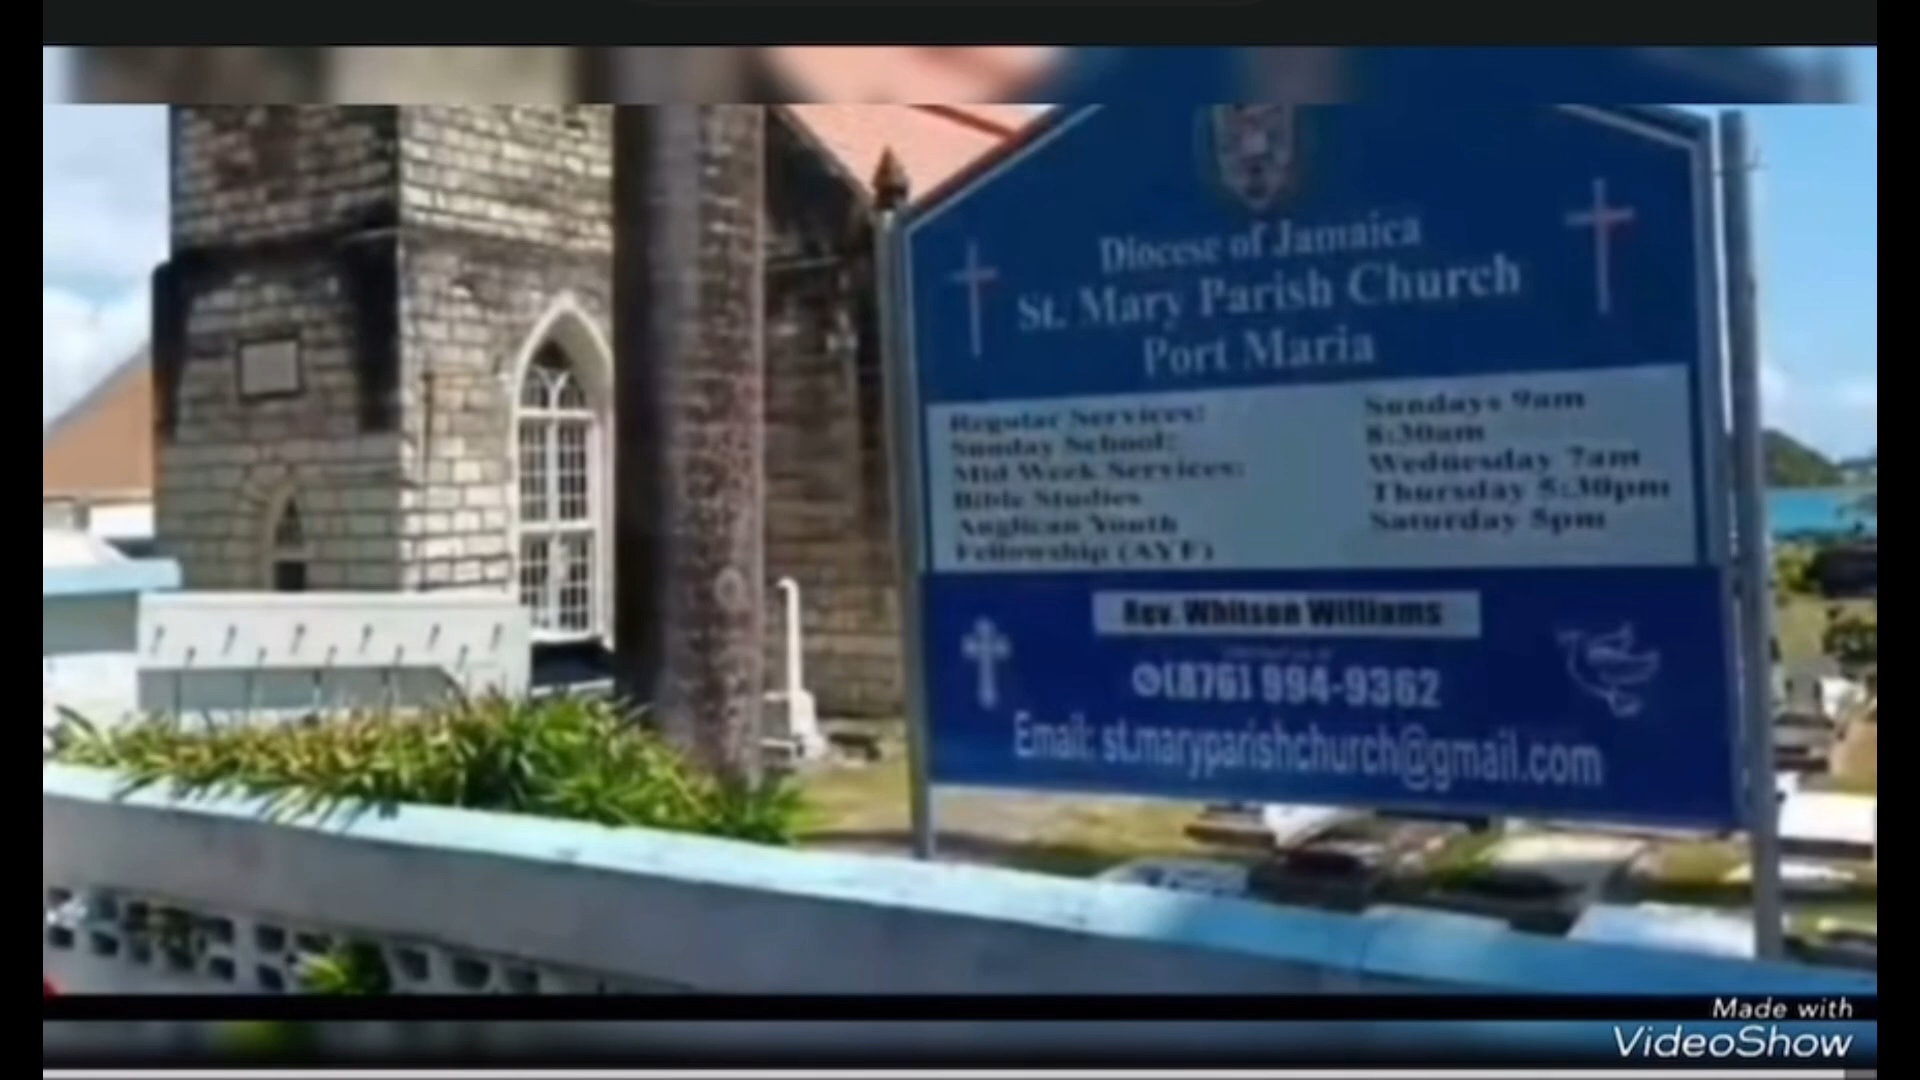 Diocese of Jamaica
St. Mary Parish Church
Port Maria
Regular Services: Sundays 9am
Sunday School: 8:30am
Mid Week Services: Wednesday 7am
Bible Studies Thursday 5:30pm
Anglican Youth Saturday 5pm
Fellowship (AYF)
Rev. Whitson Williams
(876) 994-9362
Email: st.maryparishchurch@gmail.com
Made with
VideoShow